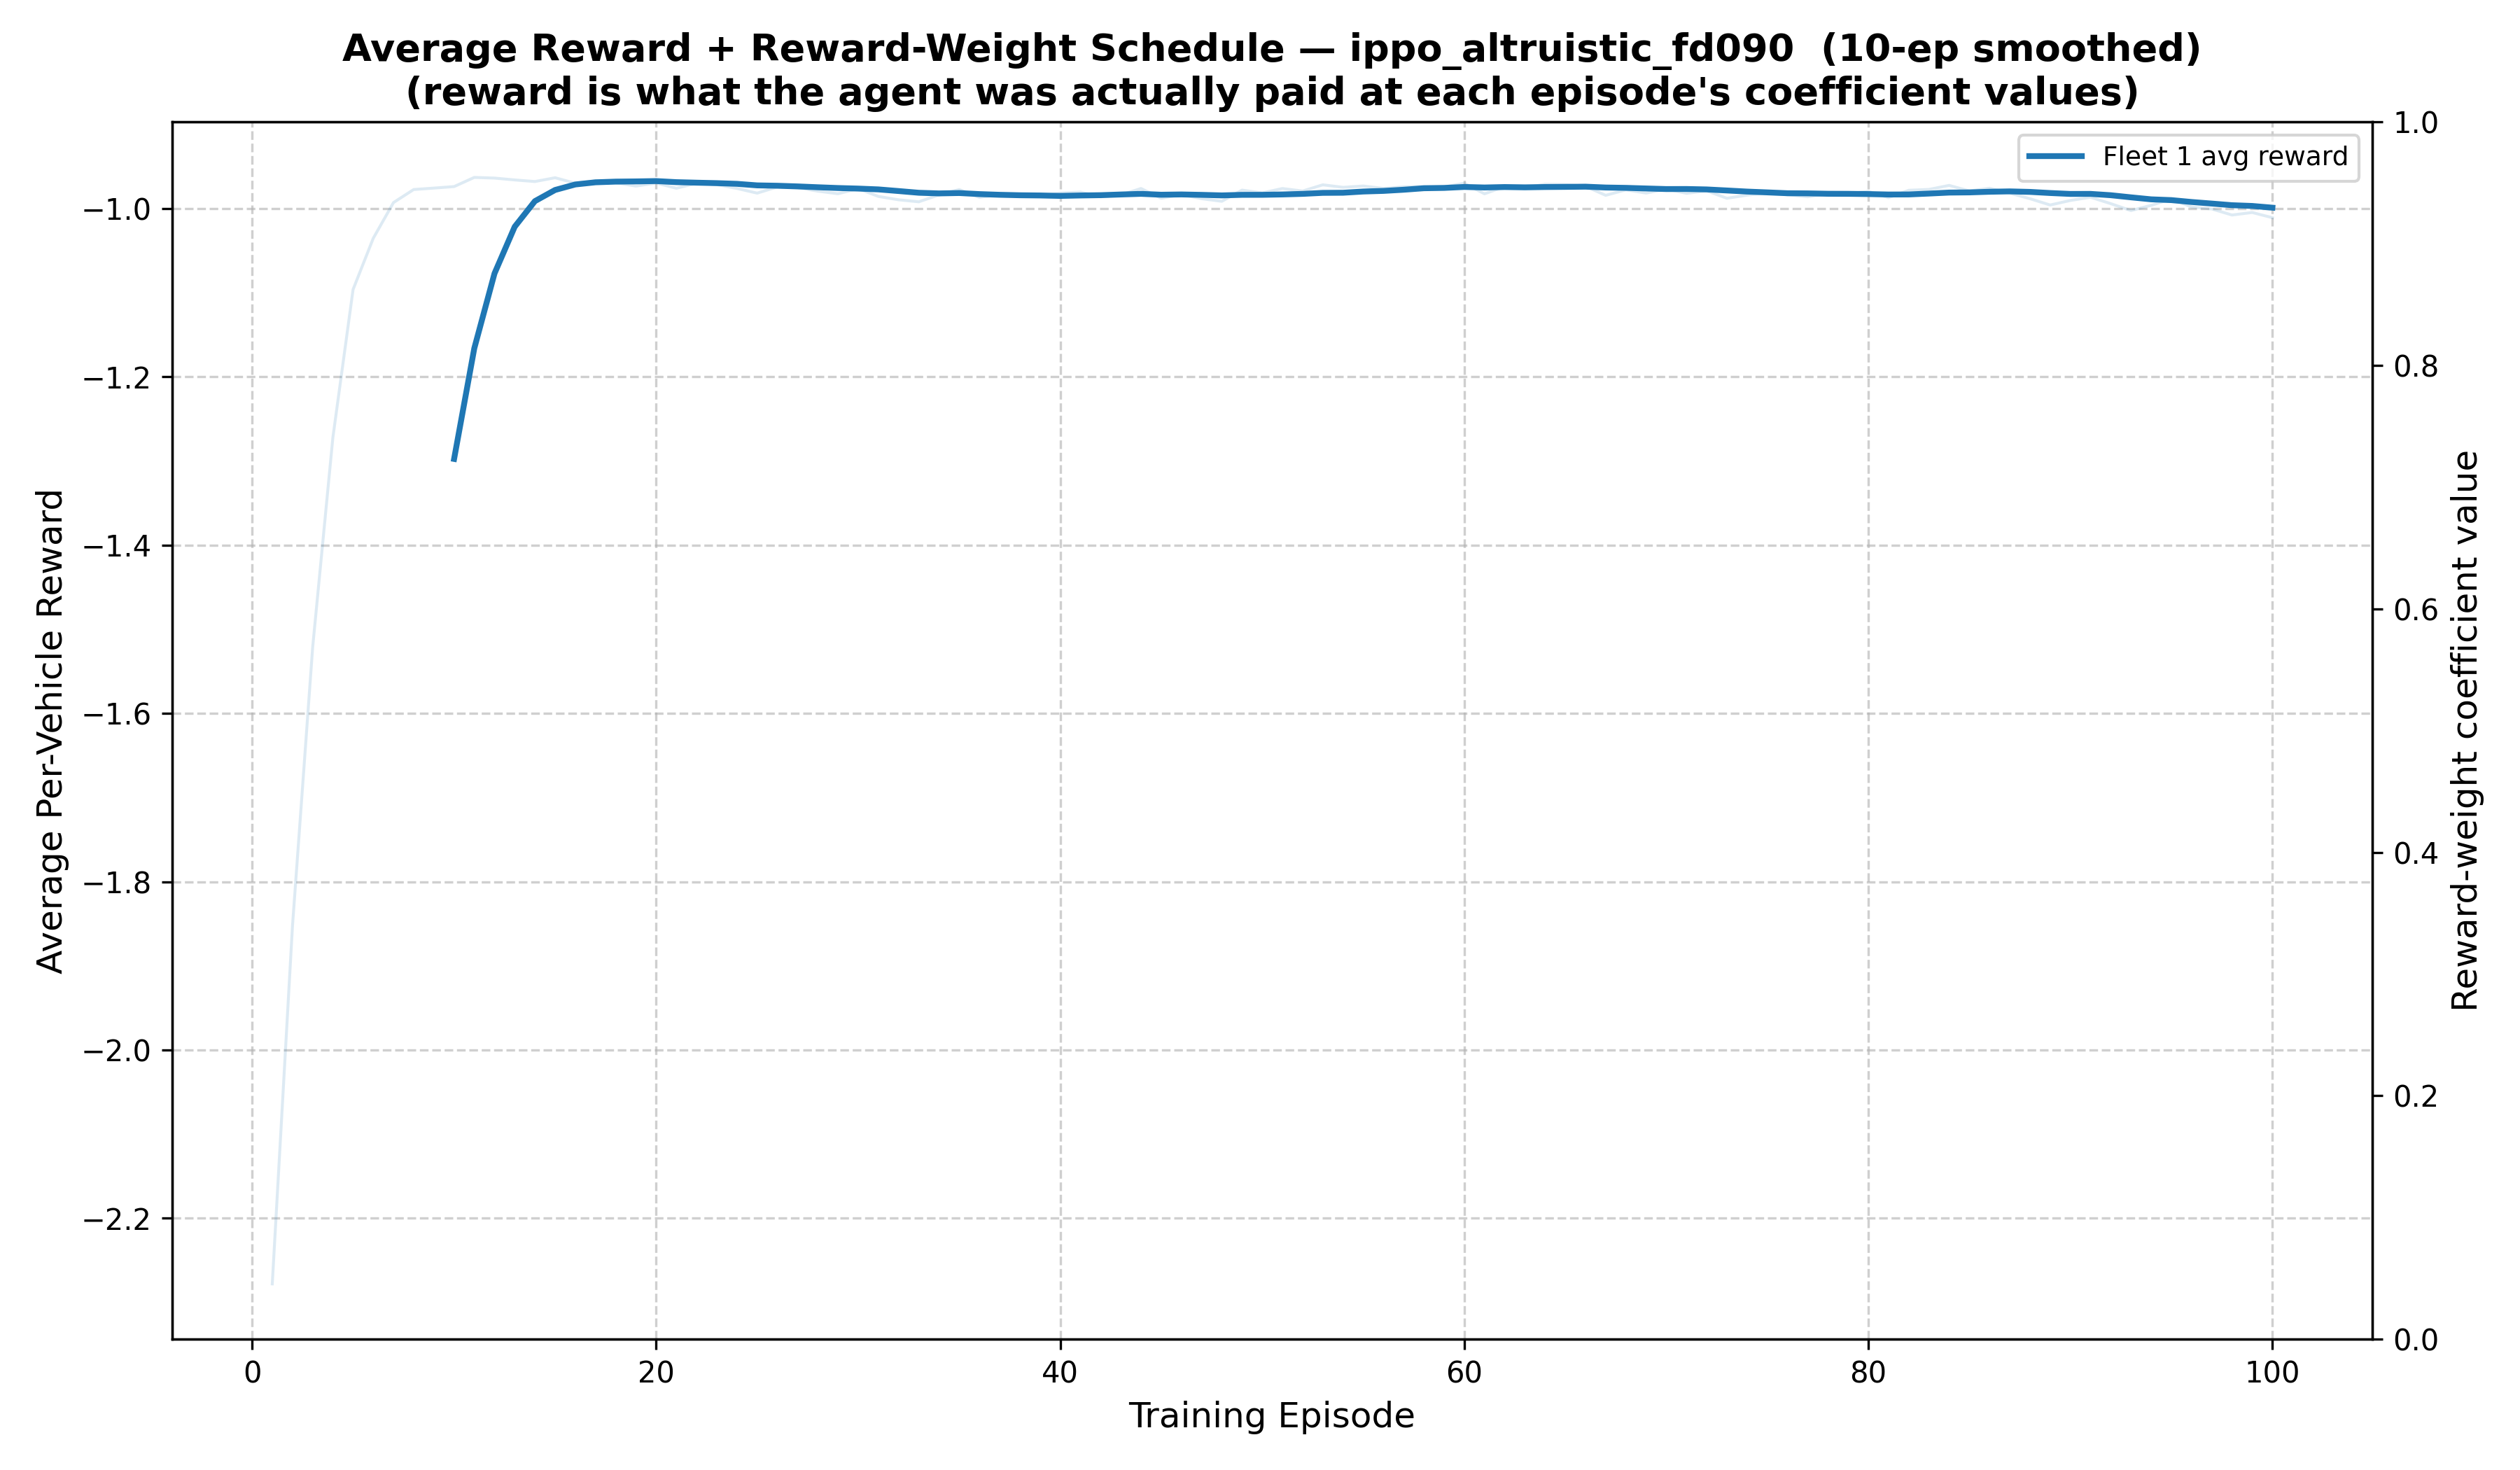 Average Reward + Reward-Weight Schedule — ippo_altruistic_fd090  (10-ep smoothed)
(reward is what the agent was actually paid at each episode's coefficient values)
Fleet 1 avg reward
Average Per-Vehicle Reward
−1.0
−1.2
−1.4
−1.6
−1.8
−2.0
−2.2
1.0
0.8
0.6
0.4
0.2
0.0
Reward-weight coefficient value
0 20 40 60 80 100
Training Episode